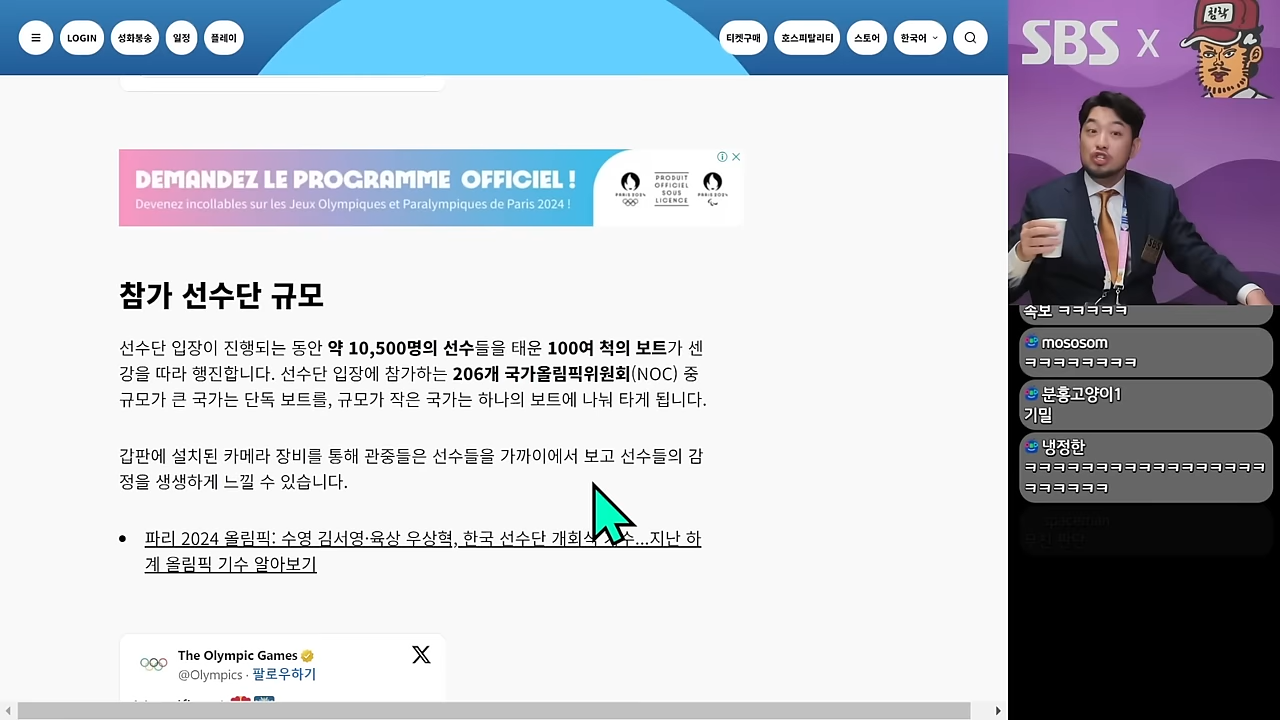 LOGIN
성화봉송
일정
플레이
티켓구매
호스피탈리티
스토어
한국어
SBS X
침착
DEMANDEZ LE PROGRAMME OFFICIEL !
Devenez incollables sur les Jeux Olympiques et Paralympiques de Paris 2024 !
PARIS 2024
PRODUIT
OFFICIEL
SOUS
LICENCE
PARIS 2024
참가 선수단 규모
선수단 입장이 진행되는 동안 약 10,500명의 선수들을 태운 100여 척의 보트가 센
강을 따라 행진합니다. 선수단 입장에 참가하는 206개 국가올림픽위원회(NOC) 중
규모가 큰 국가는 단독 보트를, 규모가 작은 국가는 하나의 보트에 나눠 타게 됩니다.
갑판에 설치된 카메라 장비를 통해 관중들은 선수들을 가까이에서 보고 선수들의 감
정을 생생하게 느낄 수 있습니다.
파리 2024 올림픽: 수영 김서영·육상 우상혁, 한국 선수단 개회식 수...지난 하
계 올림픽 기수 알아보기
The Olympic Games
@Olympics · 팔로우하기
SBS
속보 ㅋㅋㅋㅋㅋ
mososom
ㅋㅋㅋㅋㅋㅋㅋㅋ
분홍고양이1
기밀
냉정한
ㅋㅋㅋㅋㅋㅋㅋㅋㅋㅋㅋㅋㅋㅋㅋㅋㅋ
ㅋㅋㅋㅋㅋㅋ